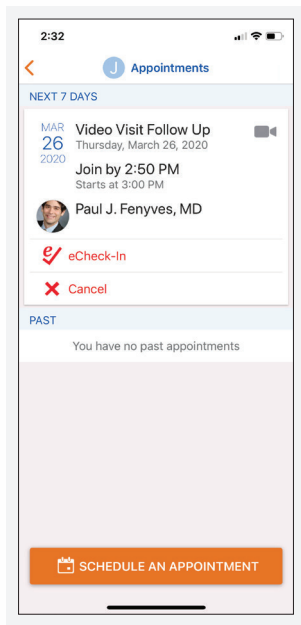 2:32
J Appointments
NEXT 7 DAYS
MAR
26
2020
Video Visit Follow Up
Thursday, March 26, 2020
Join by 2:50 PM
Starts at 3:00 PM
Paul J. Fenyves, MD
eCheck-In
Cancel
PAST
You have no past appointments
SCHEDULE AN APPOINTMENT